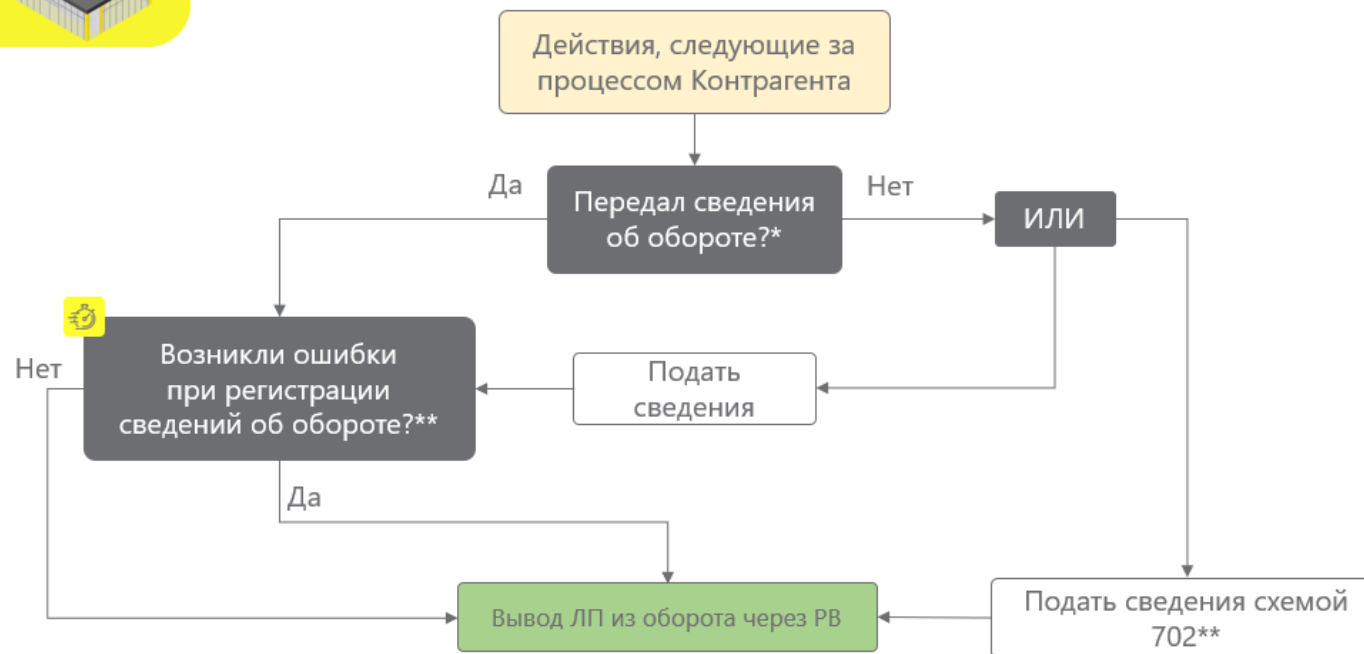 Действия, следующие за
процессом Контрагента
Да
Передал сведения
об обороте?*
Нет
ИЛИ
Нет
Возникли ошибки
при регистрации
сведений об обороте?**
Подать
сведения
Да
Вывод ЛП из оборота через РВ
Подать сведения схемой
702**